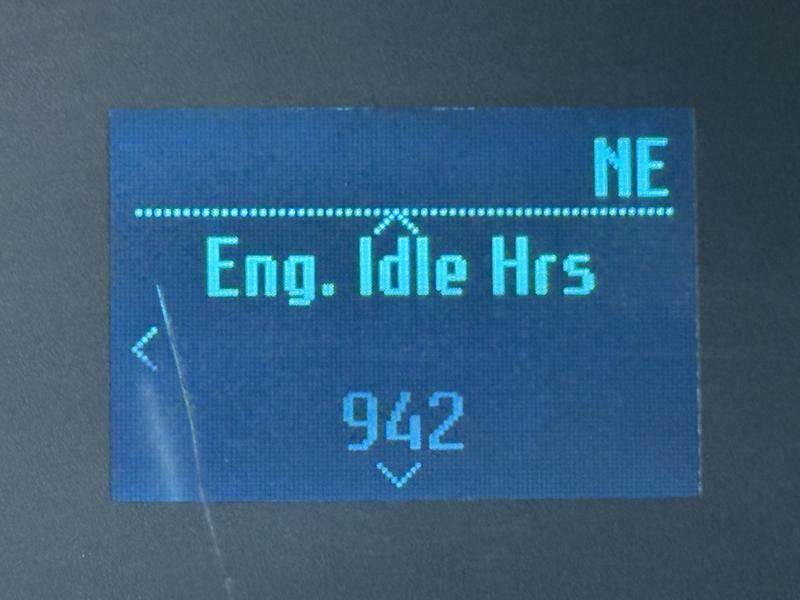 NE
Eng. Idle Hrs
942